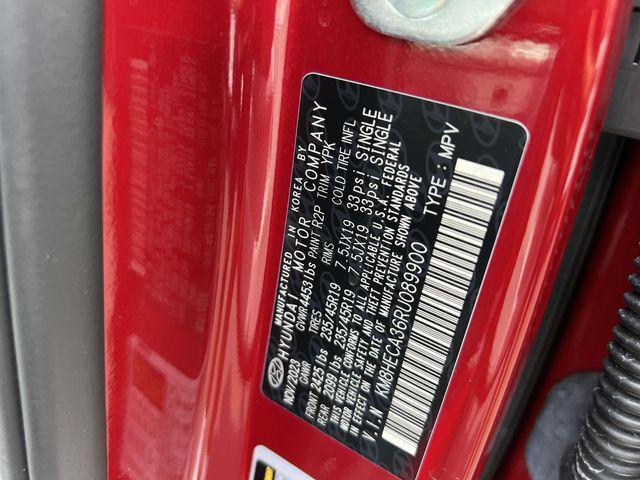 MANUFACTURED IN KOREA BY
HYUNDAI MOTOR COMPANY
NOV/2023 GVWR 4453lbs PAINT R2P TRIM YPK
GAWR TIRES RIMS COLD TIRE INFL
FRONT 2425 lbs 235/45R19 7.5JX19 33psi SINGLE
REAR 2099 lbs 235/45R19 7.5JX19 33psi SINGLE
THIS VEHICLE CONFORMS TO ALL APPLICABLE U.S.A. FEDERAL
MOTOR VEHICLE SAFETY AND THEFT PREVENTION STANDARDS
IN EFFECT ON THE DATE OF MANUFACTURE SHOWN ABOVE
V.I.N KM8HECA36RU089900 TYPE : MPV